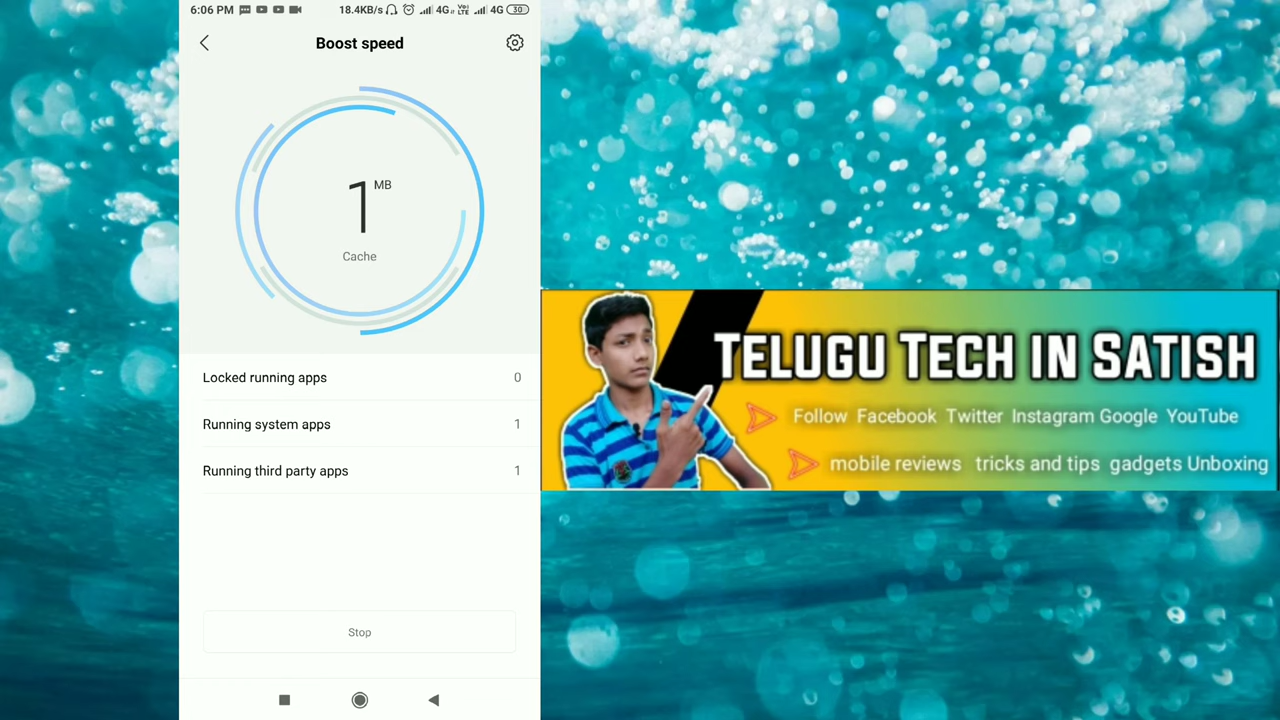 6:06 PM 18.4KB/s 4G VoLTE 4G 30
Boost speed
1 MB
Cache
Locked running apps 0
Running system apps 1
Running third party apps 1
Stop
TELUGU TECH IN SATISH
Follow Facebook Twitter Instagram Google YouTube
mobile reviews tricks and tips gadgets Unboxing